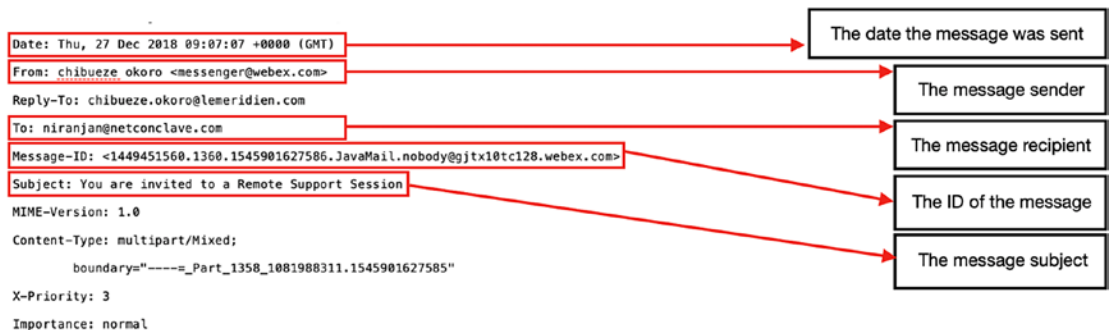 Date: Thu, 27 Dec 2018 09:07:07 +0000 (GMT)
The date the message was sent
From: chibueze okoro <messenger@webex.com>
The message sender
Reply-To: chibueze.okoro@lemeridien.com
To: niranjan@netconclave.com
The message recipient
Message-ID: <1449451560.1360.1545901627586.JavaMail.nobody@gjtx10tc128.webex.com>
The ID of the message
Subject: You are invited to a Remote Support Session
The message subject
MIME-Version: 1.0
Content-Type: multipart/Mixed;
boundary="----=_Part_1358_1081988311.1545901627585"
X-Priority: 3
Importance: normal